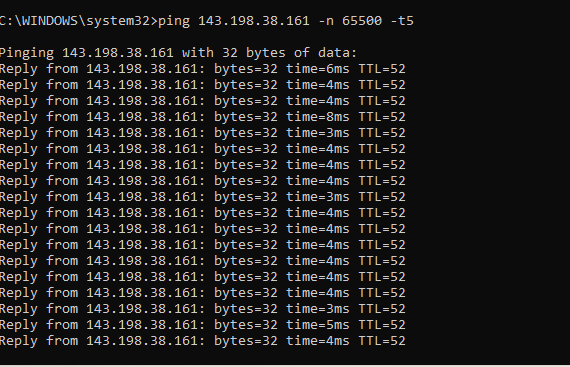 C:\WINDOWS\system32>ping 143.198.38.161 -n 65500 -t5
Pinging 143.198.38.161 with 32 bytes of data:
Reply from 143.198.38.161: bytes=32 time=6ms TTL=52
Reply from 143.198.38.161: bytes=32 time=4ms TTL=52
Reply from 143.198.38.161: bytes=32 time=4ms TTL=52
Reply from 143.198.38.161: bytes=32 time=8ms TTL=52
Reply from 143.198.38.161: bytes=32 time=3ms TTL=52
Reply from 143.198.38.161: bytes=32 time=4ms TTL=52
Reply from 143.198.38.161: bytes=32 time=4ms TTL=52
Reply from 143.198.38.161: bytes=32 time=4ms TTL=52
Reply from 143.198.38.161: bytes=32 time=3ms TTL=52
Reply from 143.198.38.161: bytes=32 time=4ms TTL=52
Reply from 143.198.38.161: bytes=32 time=4ms TTL=52
Reply from 143.198.38.161: bytes=32 time=4ms TTL=52
Reply from 143.198.38.161: bytes=32 time=4ms TTL=52
Reply from 143.198.38.161: bytes=32 time=4ms TTL=52
Reply from 143.198.38.161: bytes=32 time=4ms TTL=52
Reply from 143.198.38.161: bytes=32 time=3ms TTL=52
Reply from 143.198.38.161: bytes=32 time=5ms TTL=52
Reply from 143.198.38.161: bytes=32 time=4ms TTL=52